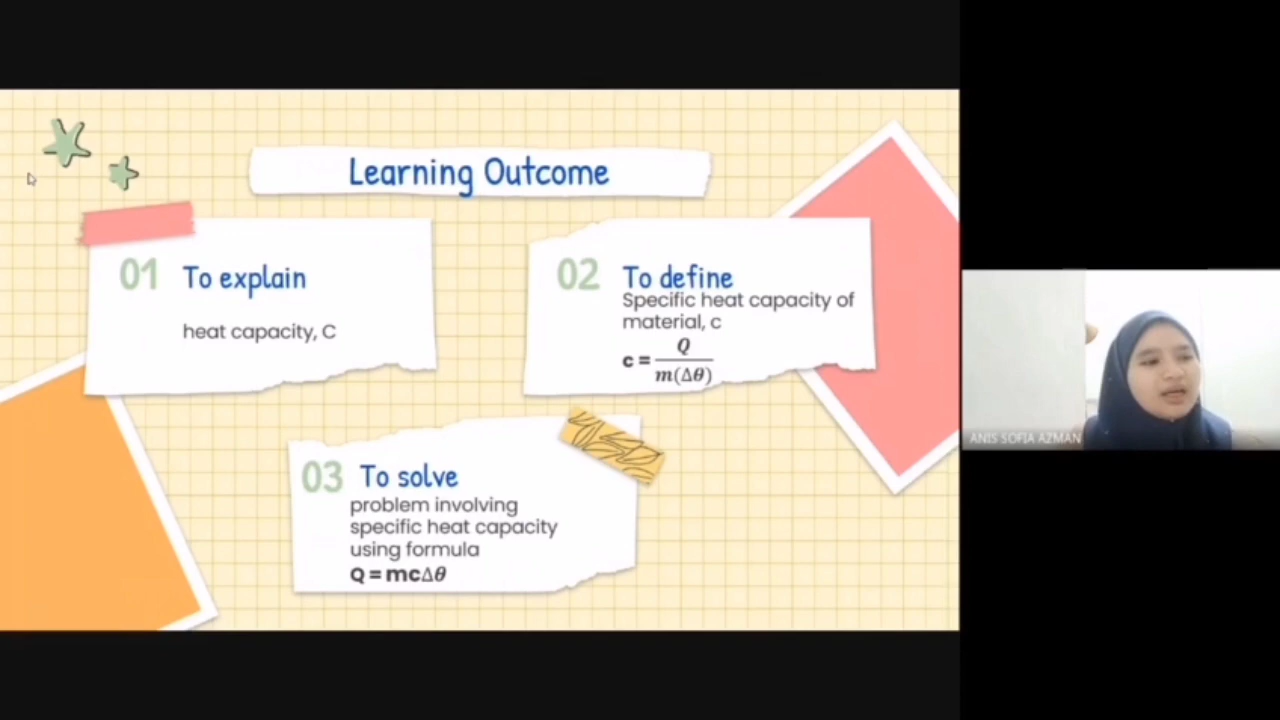 Learning Outcome
01 To explain
heat capacity, C
02 To define
Specific heat capacity of
material, c
c = Q / m(Δθ)
03 To solve
problem involving
specific heat capacity
using formula
Q = mcΔθ
ANIS SOFIA AZMAN